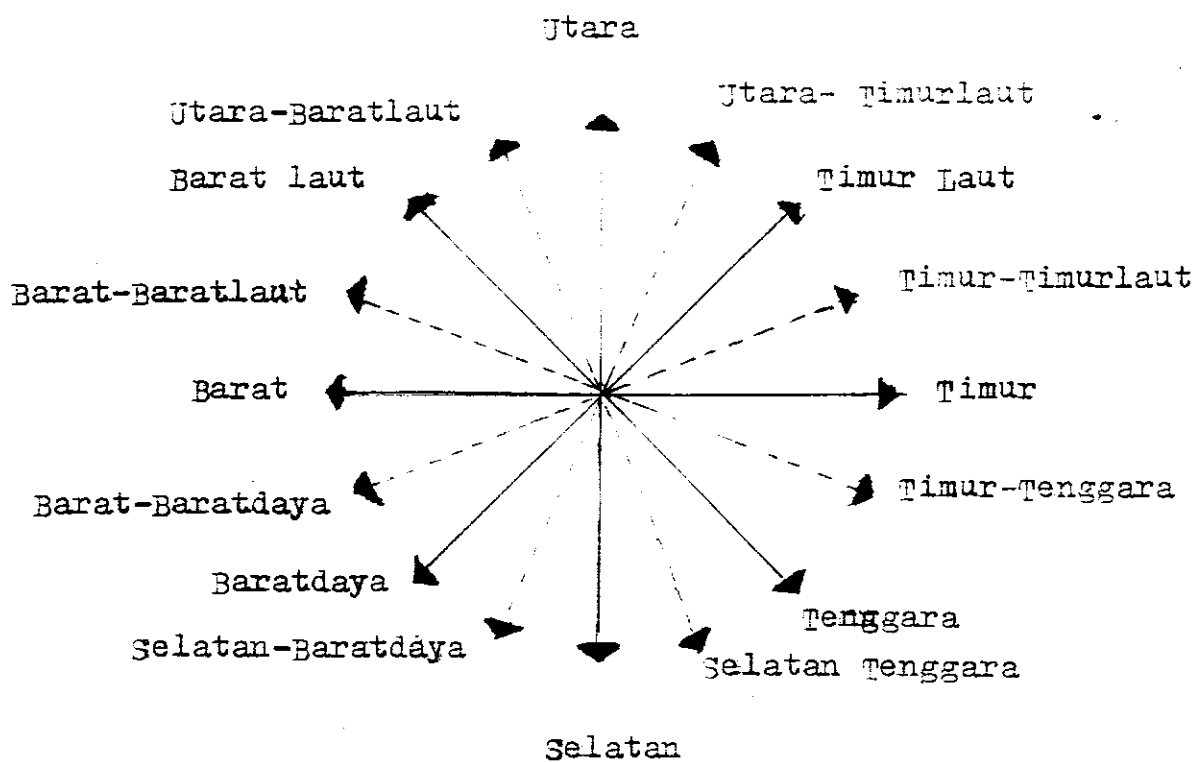 Utara
Utara- Timurlaut
Utara-Baratlaut
Barat laut
Timur Laut
Timur-Timurlaut
Barat-Baratlaut
Barat
Timur
Timur-Tenggara
Barat-Baratdaya
Baratdaya
Tenggara
Selatan-Baratdaya
Selatan Tenggara
Selatan